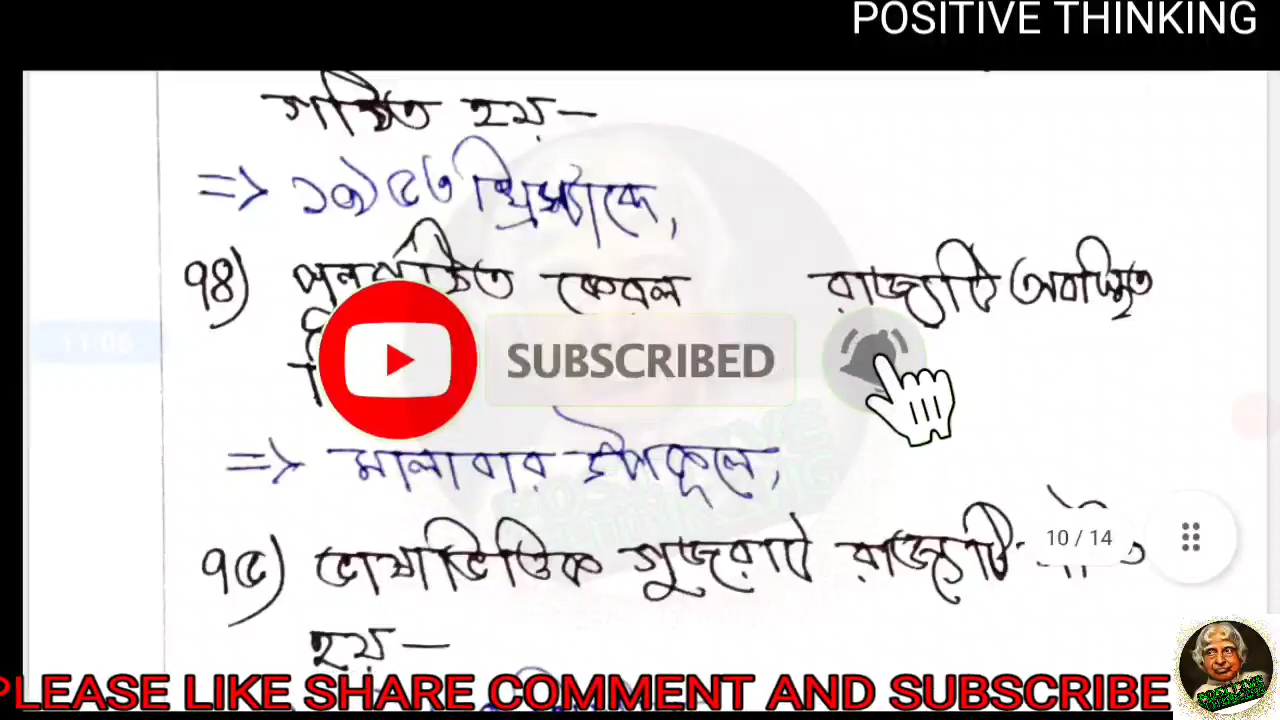 POSITIVE THINKING
গঠিত হয়—
=> ১৯৫৬ খ্রিস্টাব্দে,
৭৪) পুনর্গঠিত কেরল রাজ্যটি অবস্থিত
SUBSCRIBED
=> মালাবার উপকূলে,
৭৫) ভাষাভিত্তিক গুজরাট রাজ্যটি
10 / 14
হয়—
PLEASE LIKE SHARE COMMENT AND SUBSCRIBE